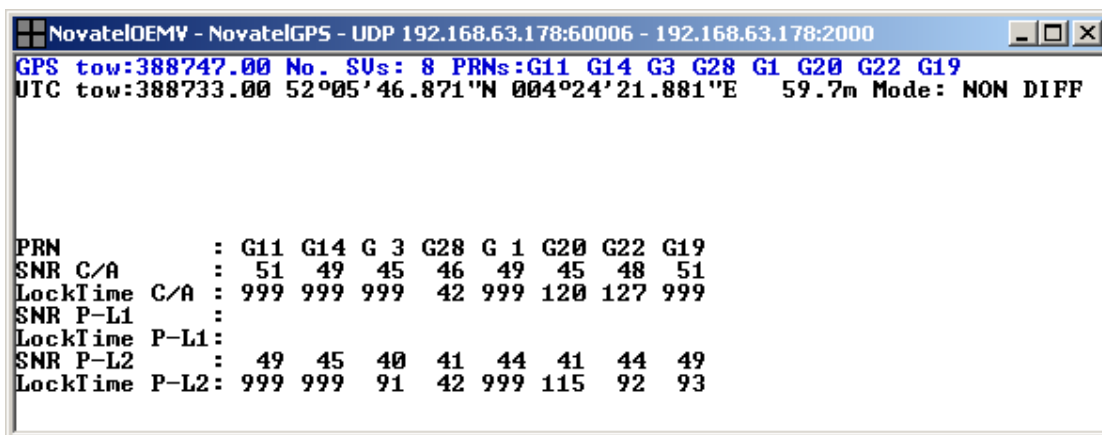 NovatelOEMV - NovatelGPS - UDP 192.168.63.178:60006 - 192.168.63.178:2000
GPS tow:388747.00 No. SVs: 8 PRNs:G11 G14 G3 G28 G1 G20 G22 G19
UTC tow:388733.00 52°05'46.871"N 004°24'21.881"E 59.7m Mode: NON DIFF
PRN : G11 G14 G 3 G28 G 1 G20 G22 G19
SNR C/A : 51 49 45 46 49 45 48 51
LockTime C/A : 999 999 999 42 999 120 127 999
SNR P-L1 :
LockTime P-L1:
SNR P-L2 : 49 45 40 41 44 41 44 49
LockTime P-L2: 999 999 91 42 999 115 92 93